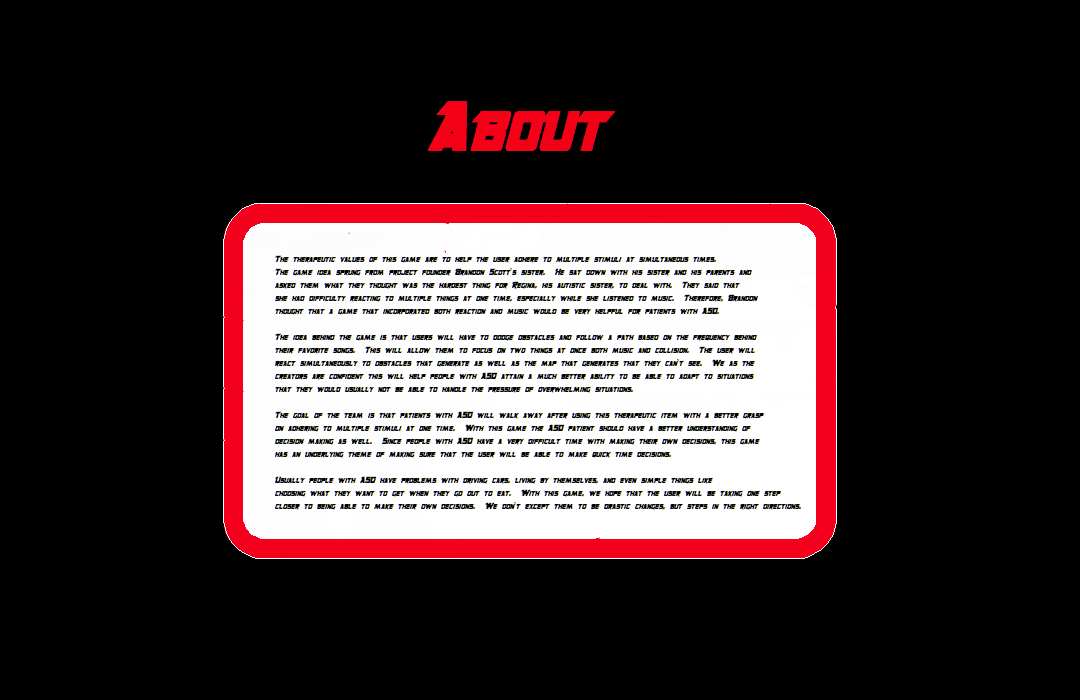 About
The therapeutic values of this game are to help the user adhere to multiple stimuli at simultaneous times.
The game idea sprung from project founder Brandon Scott's sister. He sat down with his sister and his parents and
asked them what they thought was the hardest thing for Regina, his autistic sister, to deal with. They said that
she had difficulty reacting to multiple things at one time, especially while she listened to music. Therefore, Brandon
thought that a game that incorporated both reaction and music would be very helpful for patients with ASD.
The idea behind the game is that users will have to dodge obstacles and follow a path based on the frequency behind
their favorite songs. This will allow them to focus on two things at once both music and collision. The user will
react simultaneously to obstacles that generate as well as the map that generates that they can't see. We as the
creators are confident this will help people with ASD attain a much better ability to be able to adapt to situations
that they would usually not be able to handle the pressure of overwhelming situations.
The goal of the team is that patients with ASD will walk away after using this therapeutic item with a better grasp
on adhering to multiple stimuli at one time. With this game the ASD patient should have a better understanding of
decision making as well. Since people with ASD have a very difficult time with making their own decisions, this game
has an underlying theme of making sure that the user will be able to make quick time decisions.
Usually people with ASD have problems with driving cars, living by themselves, and even simple things like
choosing what they want to get when they go out to eat. With this game, we hope that the user will be taking one step
closer to being able to make their own decisions. We don't except them to be drastic changes, but steps in the right directions.